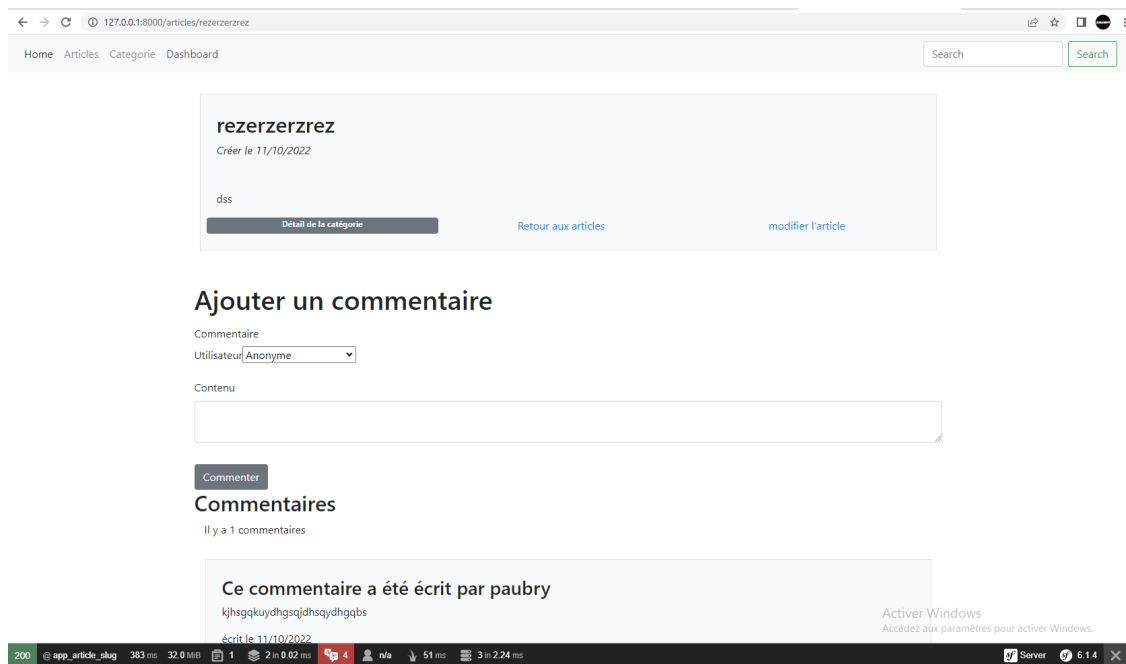 127.0.0.1:8000/articles/rezerzerzrez
Home Articles Categorie Dashboard Search Search
rezerzerzrez
Créer le 11/10/2022
dss
Détail de la catégorie Retour aux articles modifier l'article
Ajouter un commentaire
Commentaire
Utilisateur Anonyme
Contenu
Commenter
Commentaires
Il y a 1 commentaires
Ce commentaire a été écrit par paubry
kjhsgqkuydhgsqjdhsqydhgqbs
écrit le 11/10/2022
Activer Windows
Accédez aux paramètres pour activer Windows.
200 @ app_article_slug 383 ms 32.0 MiB 1 2 in 0.02 ms 4 n/a 51 ms 3 in 2.24 ms Server 6.1.4